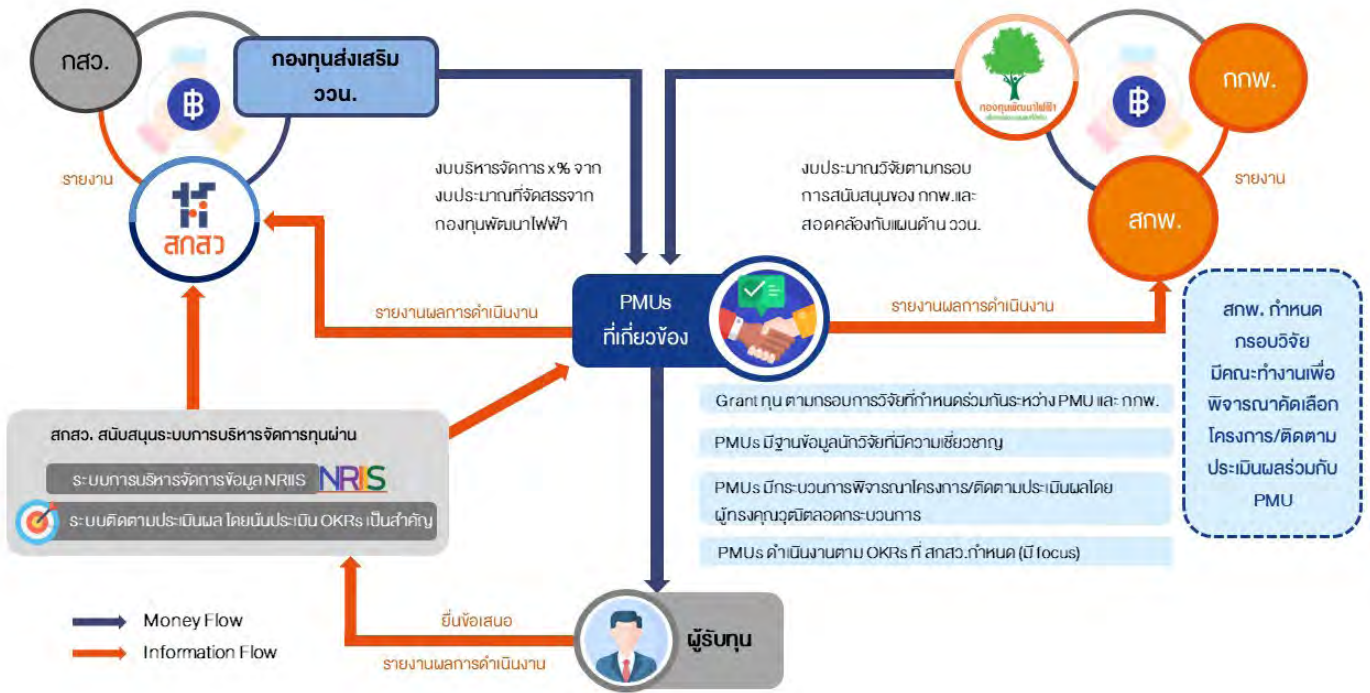 กสว.
กองทุนส่งเสริม
ววน.
รายงาน
สกสว
งบบริหารจัดการ x% จาก
งบประมาณที่จัดสรรจาก
กองทุนพัฒนาไฟฟ้า
งบประมาณวิจัยตามกรอบ
การสนับสนุนของ กกพ.และ
สอดคล้องกับแผนด้าน ววน.
กองทุนพัฒนาไฟฟ้า
กกพ.
รายงาน
สกพ.
PMUs
ที่เกี่ยวข้อง
รายงานผลการดำเนินงาน
รายงานผลการดำเนินงาน
สกพ. กำหนด
กรอบวิจัย
มีคณะทำงานเพื่อ
พิจารณาคัดเลือก
โครงการ/ติดตาม
ประเมินผลร่วมกับ
PMU
Grant ทุน ตามกรอบการวิจัยที่กำหนดร่วมกันระหว่าง PMU และ กกพ.
PMUs มีฐานข้อมูลนักวิจัยที่มีความเชี่ยวชาญ
PMUs มีกระบวนการพิจารณาโครงการ/ติดตามประเมินผลโดย
ผู้ทรงคุณวุฒิตลอดกระบวนการ
PMUs ดำเนินงานตาม OKRs ที่ สกสว.กำหนด (มี focus)
สกสว. สนับสนุนระบบการบริหารจัดการทุนผ่าน
ระบบการบริหารจัดการข้อมูล NRIIS
NRIIS
ระบบติดตามประเมินผล โดยเน้นประเมิน OKRs เป็นสำคัญ
Money Flow
Information Flow
ยื่นข้อเสนอ
รายงานผลการดำเนินงาน
ผู้รับทุน